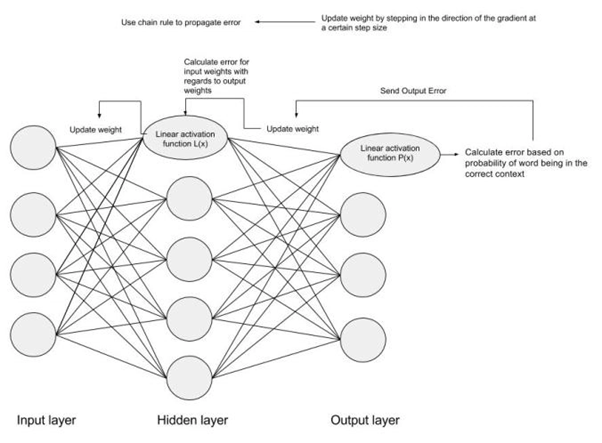 Use chain rule to propagate error
Update weight by stepping in the direction of the gradient at
a certain step size
Calculate error for
input weights with
regards to output
weights
Send Output Error
Update weight
Linear activation
function L(x)
Update weight
Linear activation
function P(x)
Calculate error based on
probability of word being in the
correct context
Input layer
Hidden layer
Output layer